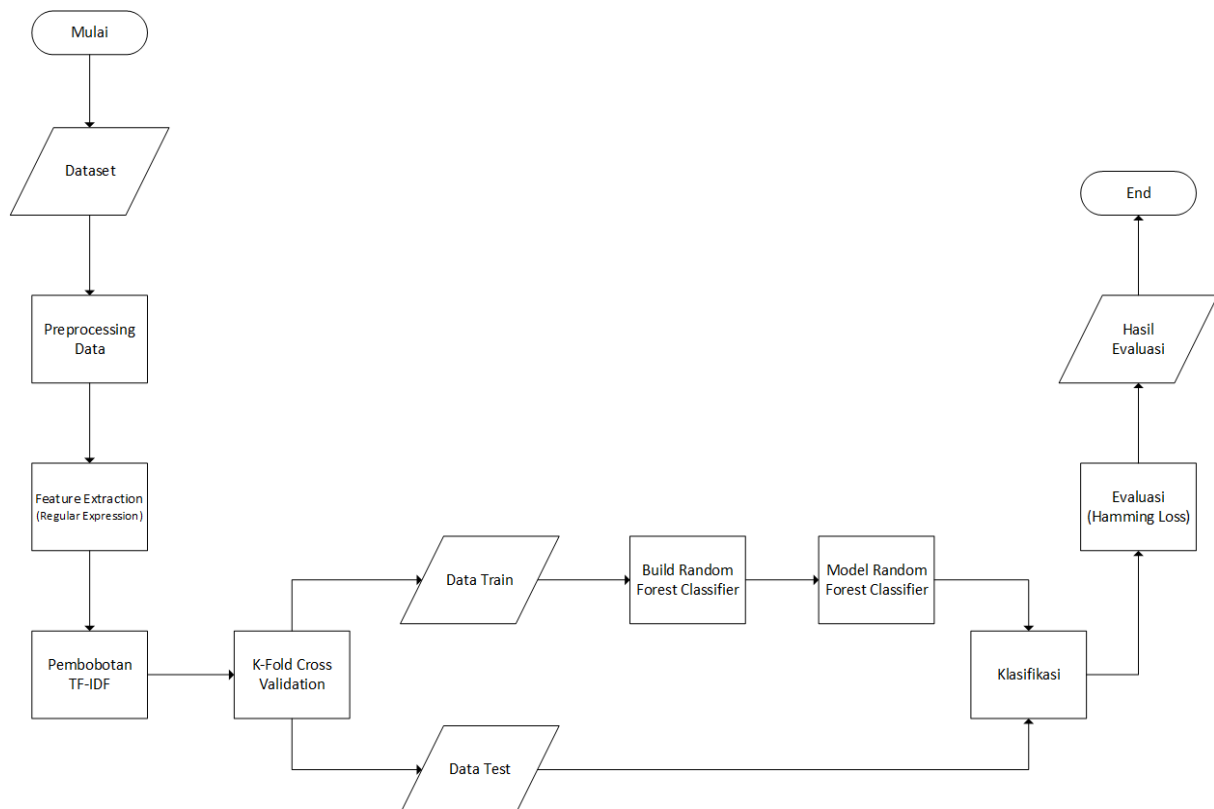 Mulai
Dataset
Preprocessing
Data
Feature Extraction
(Regular Expression)
Pembobotan
TF-IDF
K-Fold Cross
Validation
Data Train
Build Random
Forest Classifier
Model Random
Forest Classifier
Data Test
Klasifikasi
Evaluasi
(Hamming Loss)
Hasil
Evaluasi
End